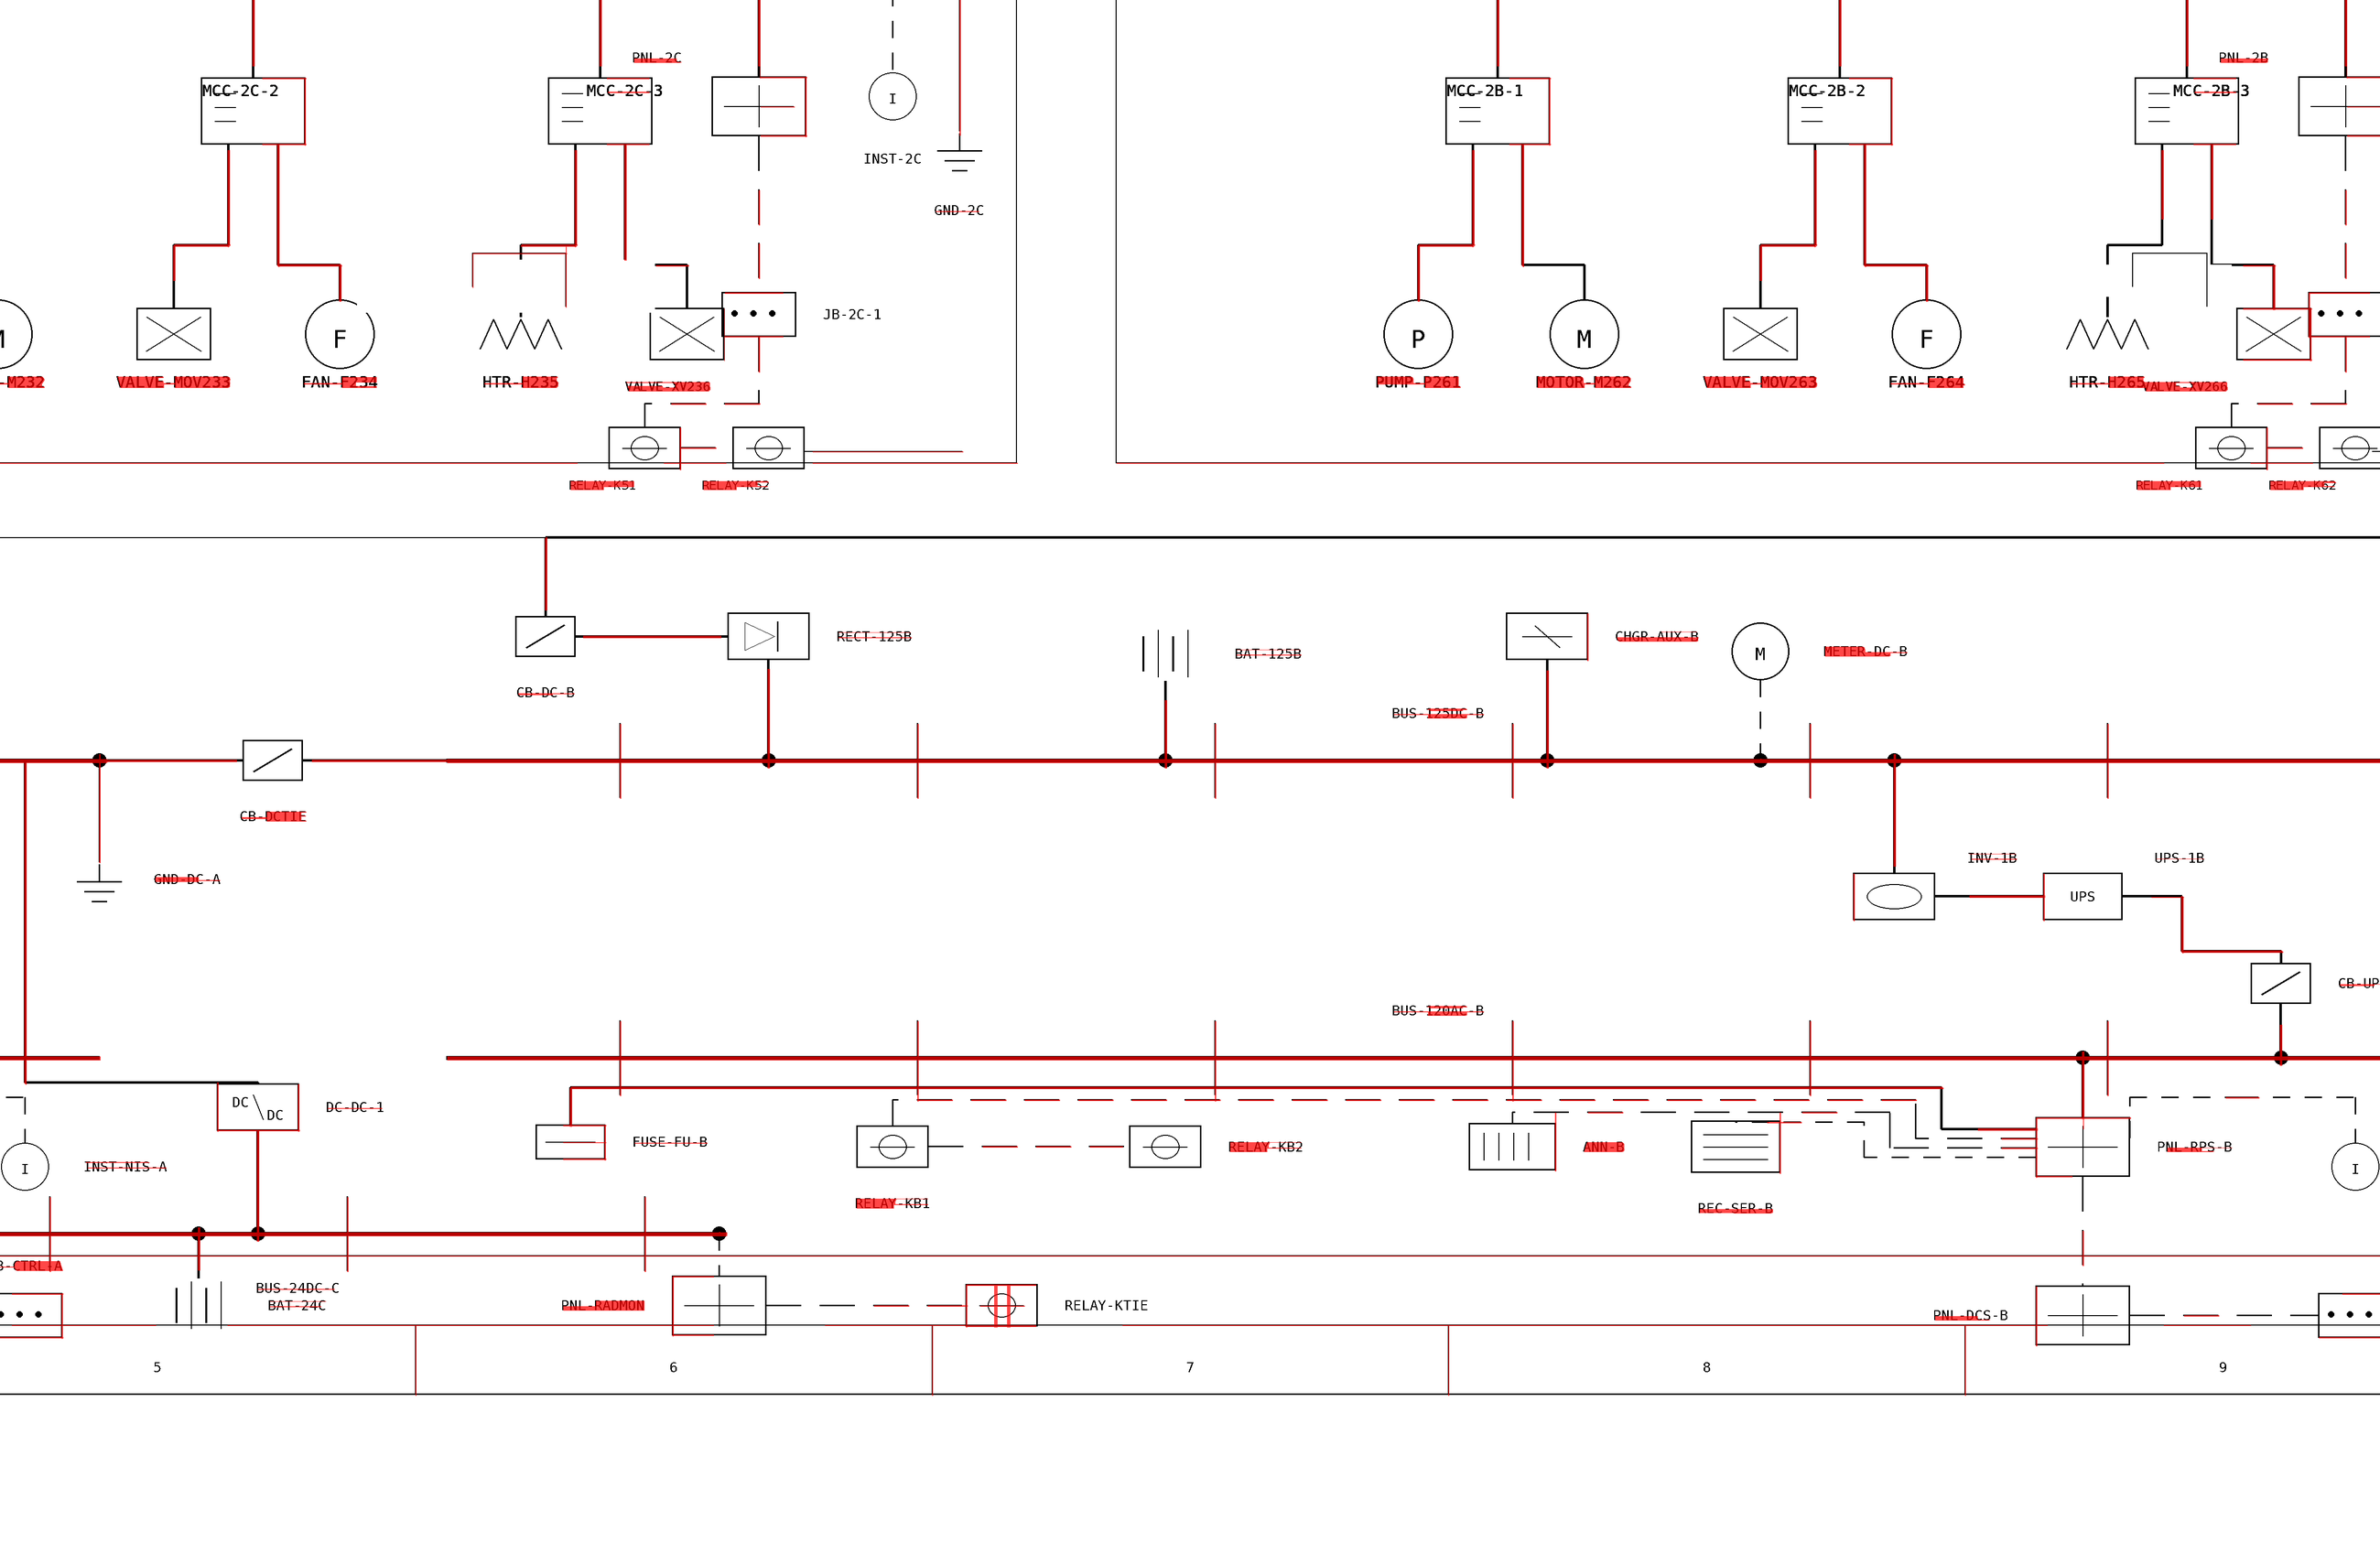 PNL-2C
PNL-2B
MCC-2C-2
MCC-2C-3
I
MCC-2B-1
MCC-2B-2
MCC-2B-3
INST-2C
GND-2C
JB-2C-1
F
P
M
F
-M232
VALVE-MOV233
FAN-F234
HTR-H235
VALVE-XV236
PUMP-P261
MOTOR-M262
VALVE-MOV263
FAN-F264
HTR-H265
VALVE-XV266
RELAY-K51
RELAY-K52
RELAY-K61
RELAY-K62
RECT-125B
BAT-125B
CHGR-AUX-B
M
METER-DC-B
CB-DC-B
BUS-125DC-B
CB-DCTIE
GND-DC-A
INV-1B
UPS-1B
UPS
CB-UP
BUS-120AC-B
DC
DC
DC-DC-1
FUSE-FU-B
RELAY-KB2
ANN-B
PNL-RPS-B
I
INST-NIS-A
I
RELAY-KB1
REC-SER-B
B-CTRL-A
BUS-24DC-C
BAT-24C
PNL-RADMON
RELAY-KTIE
PNL-DCS-B
5
6
7
8
9